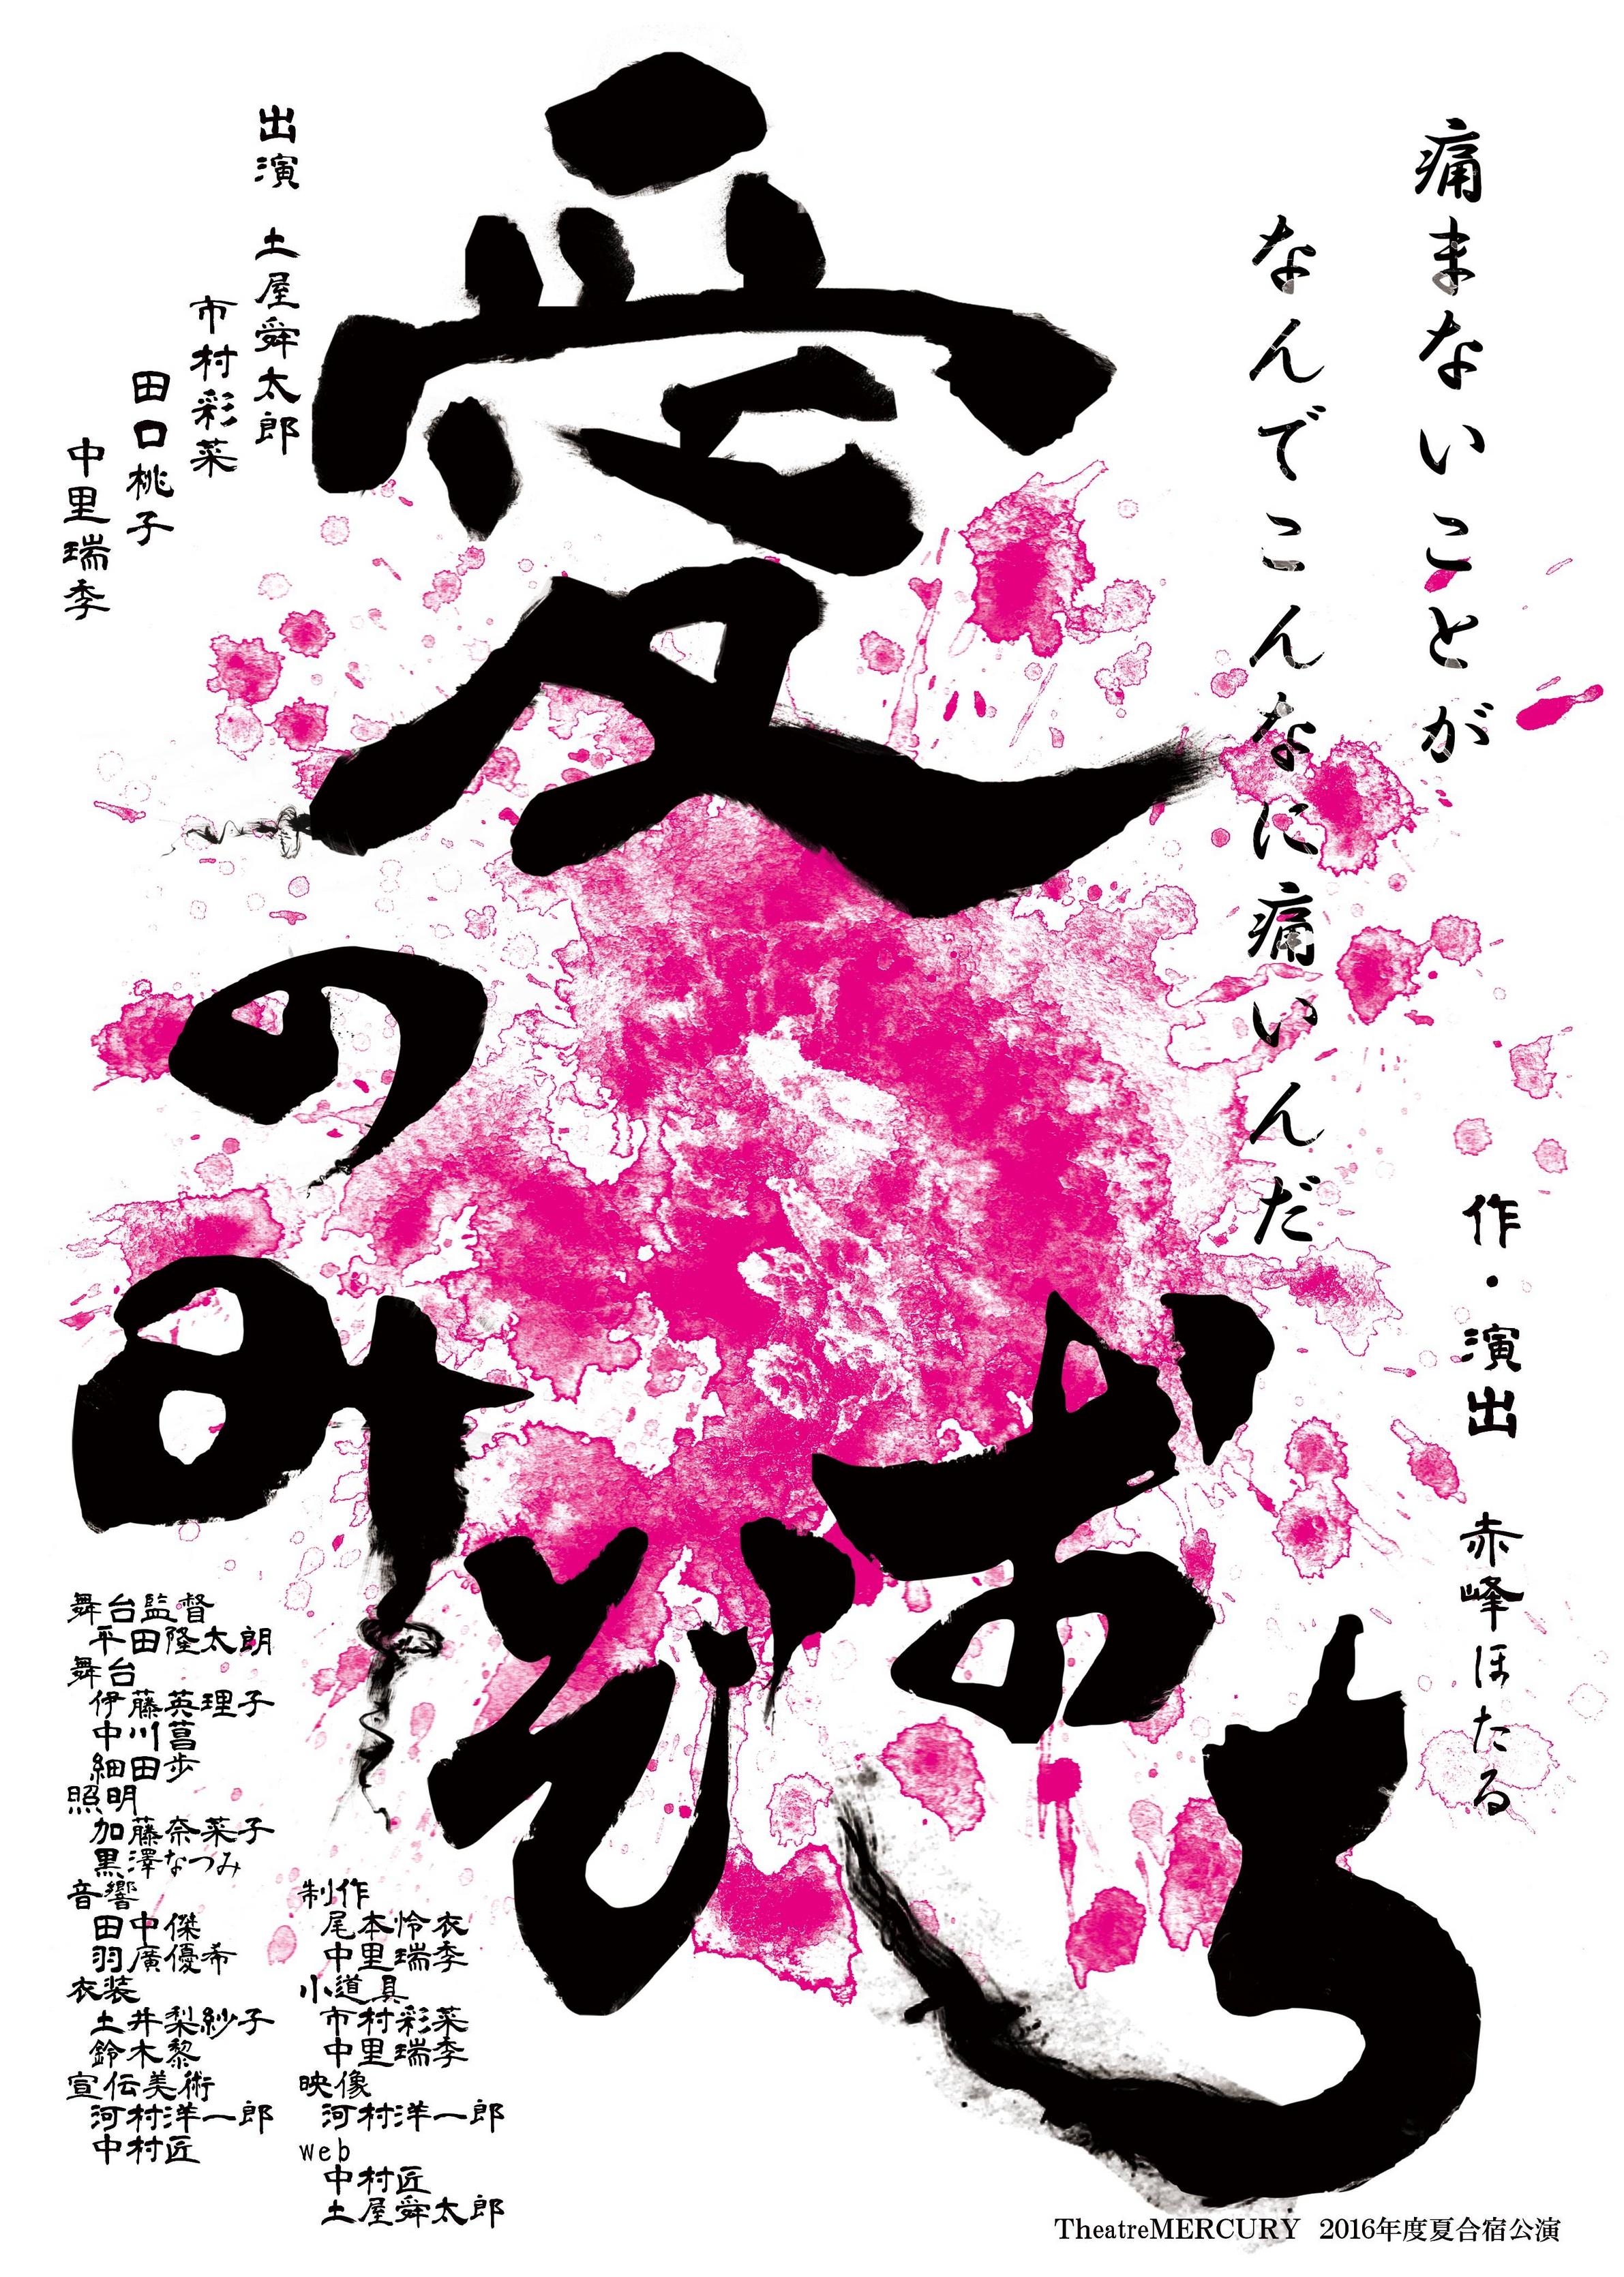 痛まないことが
なんでこんなに痛いんだ
作・演出 赤峰ほたる
愛のみぞおち
出演 土屋舜太郎
市村彩菜
田口桃子
中里瑞季
舞台監督
平田隆太朗
舞台
伊藤英理子
中川菖
細田歩
照明
加藤奈菜子
黒澤なつみ
音響
田中傑
羽廣優希
衣装
土井梨紗子
鈴木黎
宣伝美術
河村洋一郎
中村匠
制作
尾本怜衣
中里瑞季
小道具
市村彩菜
中里瑞季
映像
河村洋一郎
web
中村匠
土屋舜太郎
TheatreMERCURY 2016年度夏合宿公演